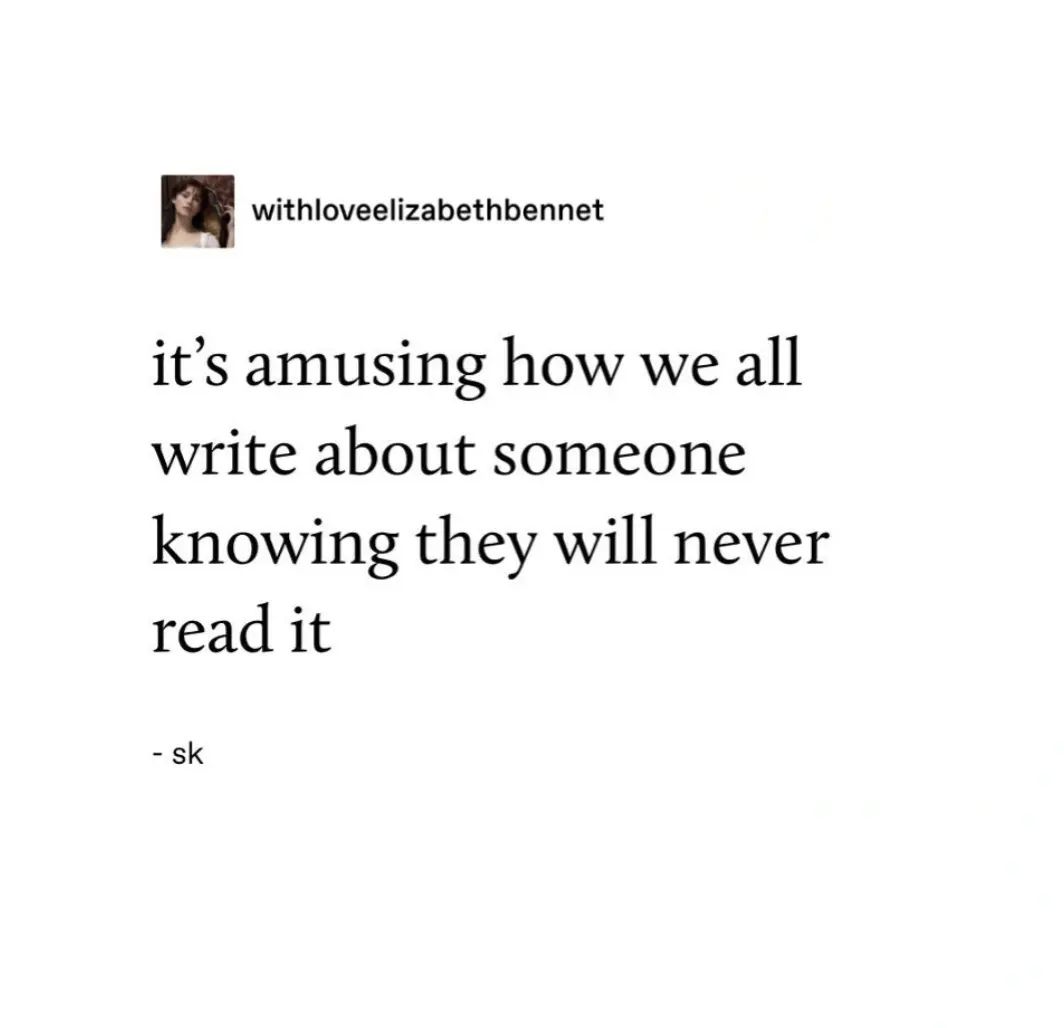 withloveelizabethbennet
it’s amusing how we all
write about someone
knowing they will never
read it
- sk